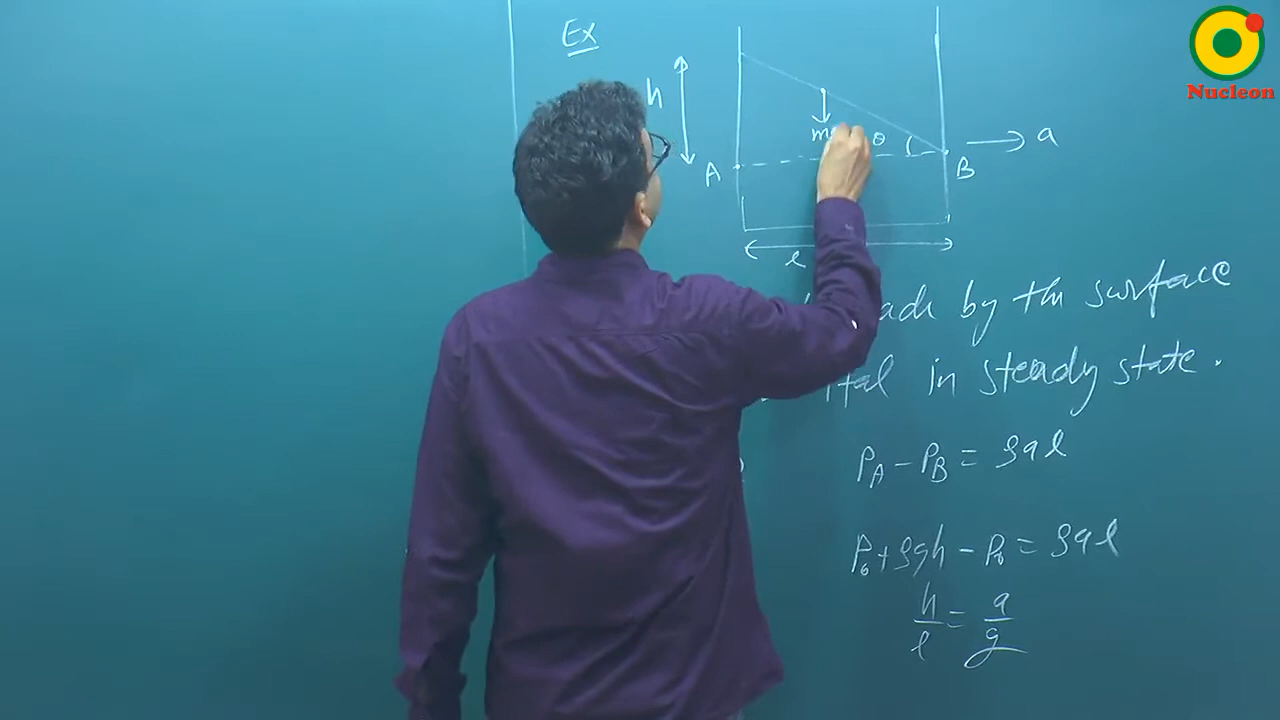 Ex
Nucleon
h
m
θ
a
A
B
l
by the surface
in steady state.
P_A - P_B = ρal
P₀ + ρgh - P₀ = ρal
h/l = a/g